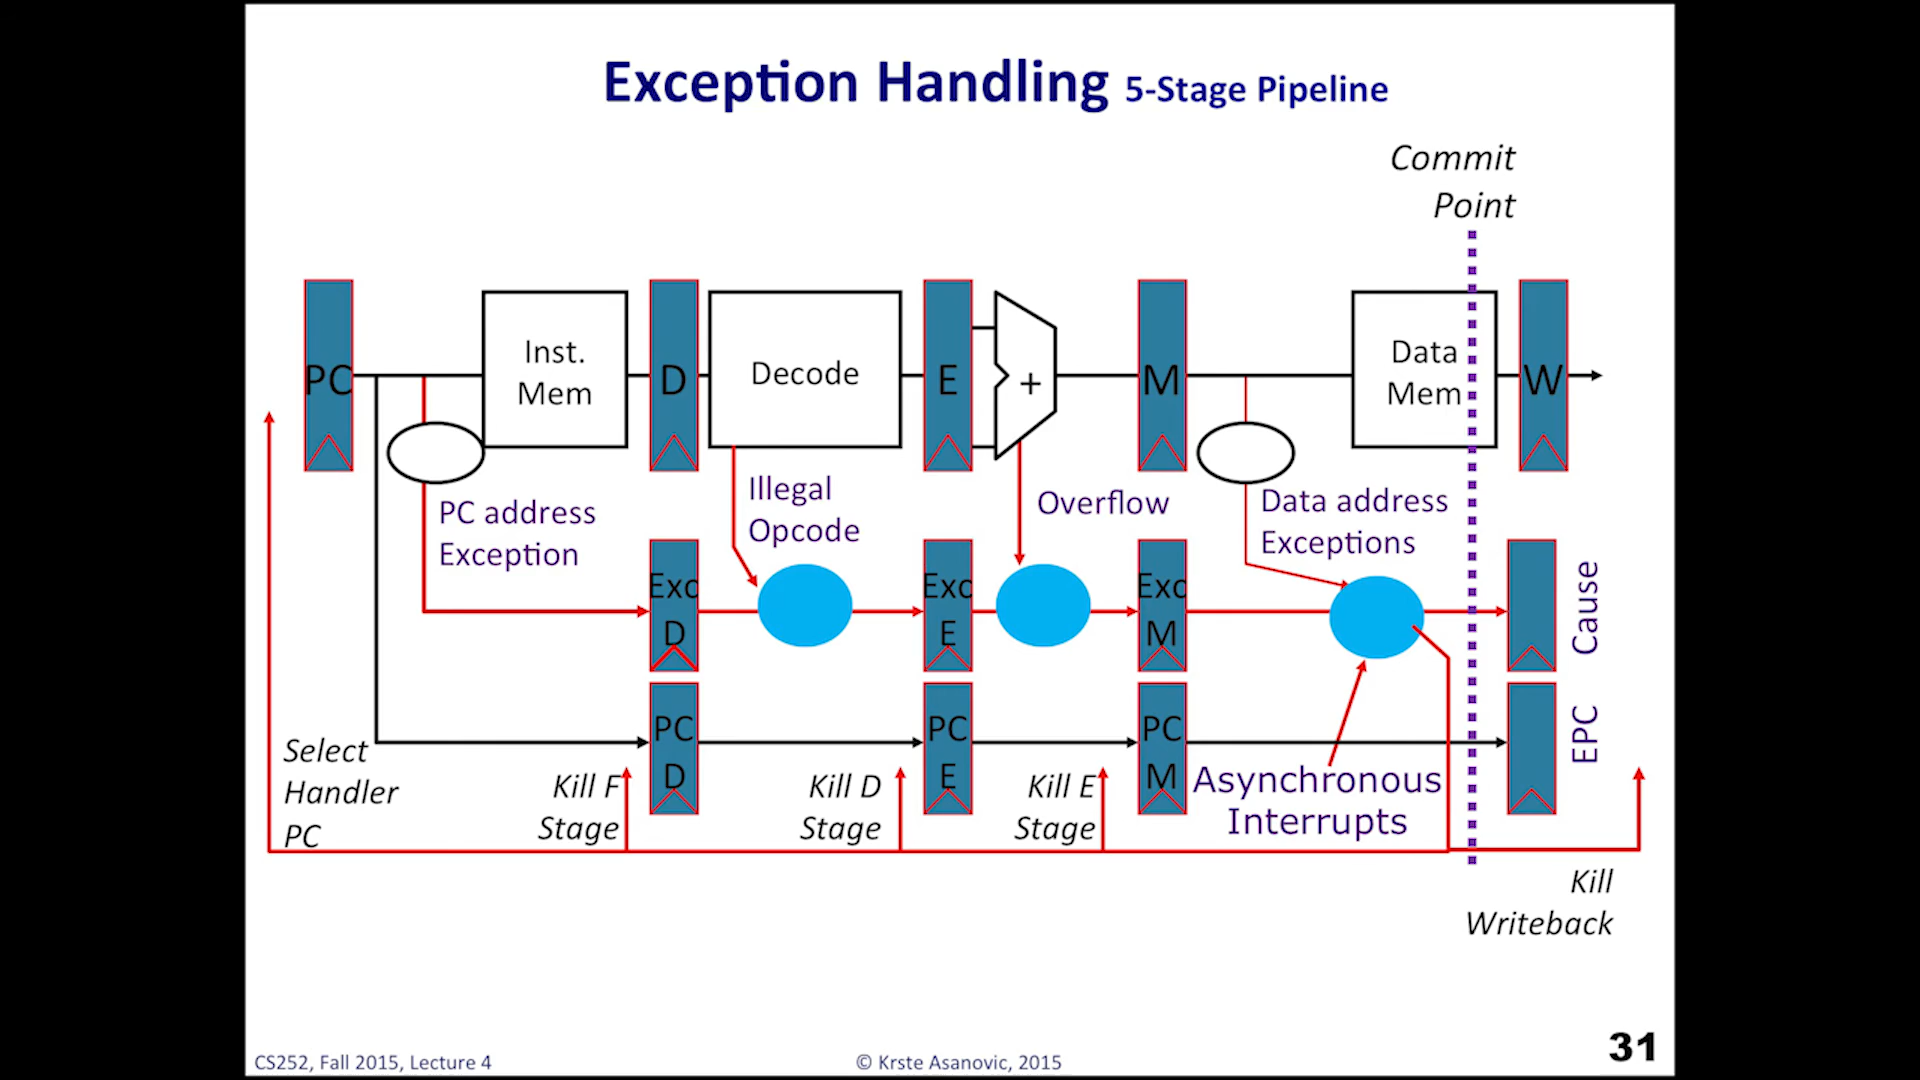 Exception Handling 5-Stage Pipeline
Commit
Point
PC
Inst.
Mem
D
Decode
E
+
M
Data
Mem
W
PC address
Exception
Illegal
Opcode
Overflow
Data address
Exceptions
Exc
D
Exc
E
Exc
M
Cause
PC
D
PC
E
PC
M
EPC
Select
Handler
PC
Kill F
Stage
Kill D
Stage
Kill E
Stage
Asynchronous
Interrupts
Kill
Writeback
CS252, Fall 2015, Lecture 4
© Krste Asanovic, 2015
31